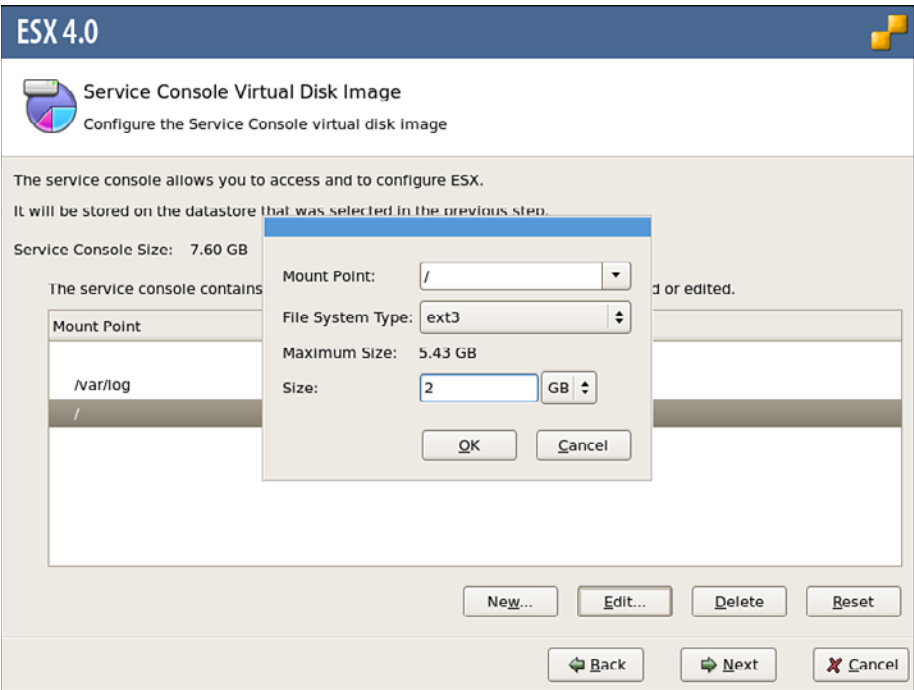 ESX 4.0
Service Console Virtual Disk Image
Configure the Service Console virtual disk image
The service console allows you to access and to configure ESX.
It will be stored on the datastore that was selected in the previous step.
Service Console Size: 7.60 GB
The service console contains d or edited.
Mount Point
/var/log
/
Mount Point: /
File System Type: ext3
Maximum Size: 5.43 GB
Size: 2 GB
OK Cancel
New... Edit... Delete Reset
Back Next Cancel